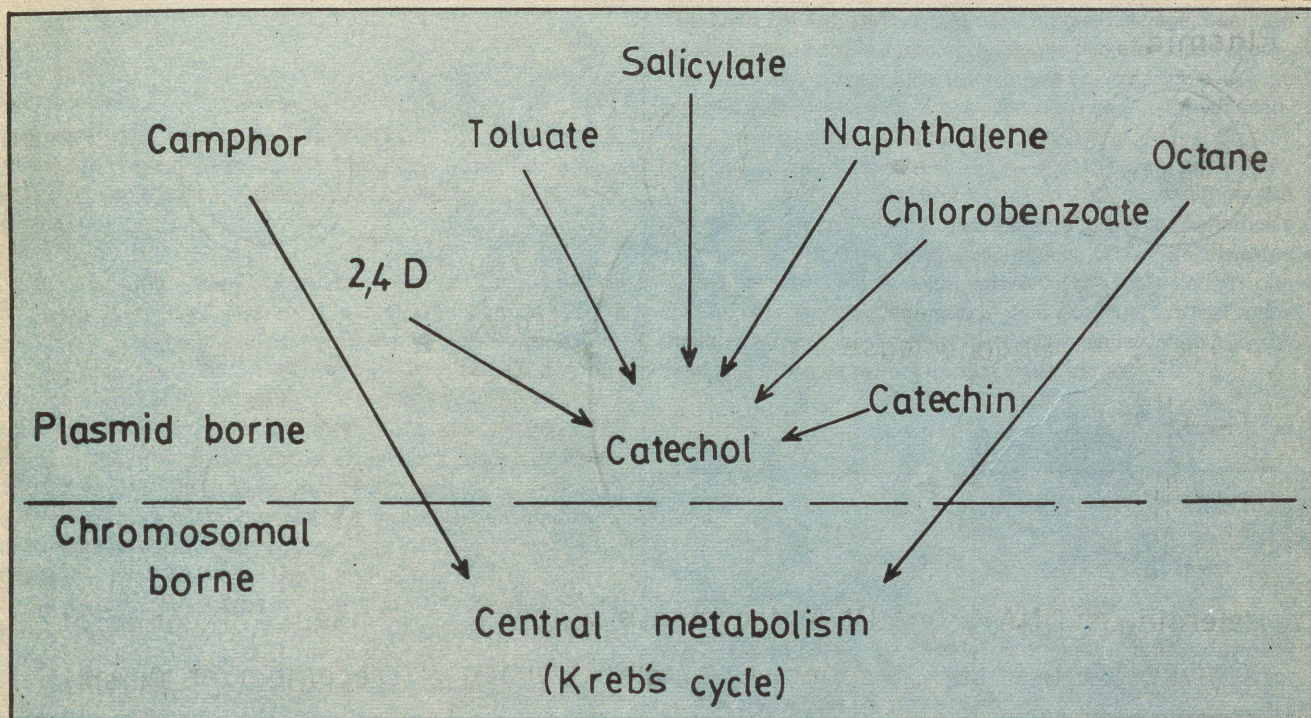 Salicylate
Camphor
Toluate
Naphthalene
Octane
Chlorobenzoate
2,4 D
Catechin
Plasmid borne
Catechol
Chromosomal
borne
Central metabolism
(Kreb's cycle)